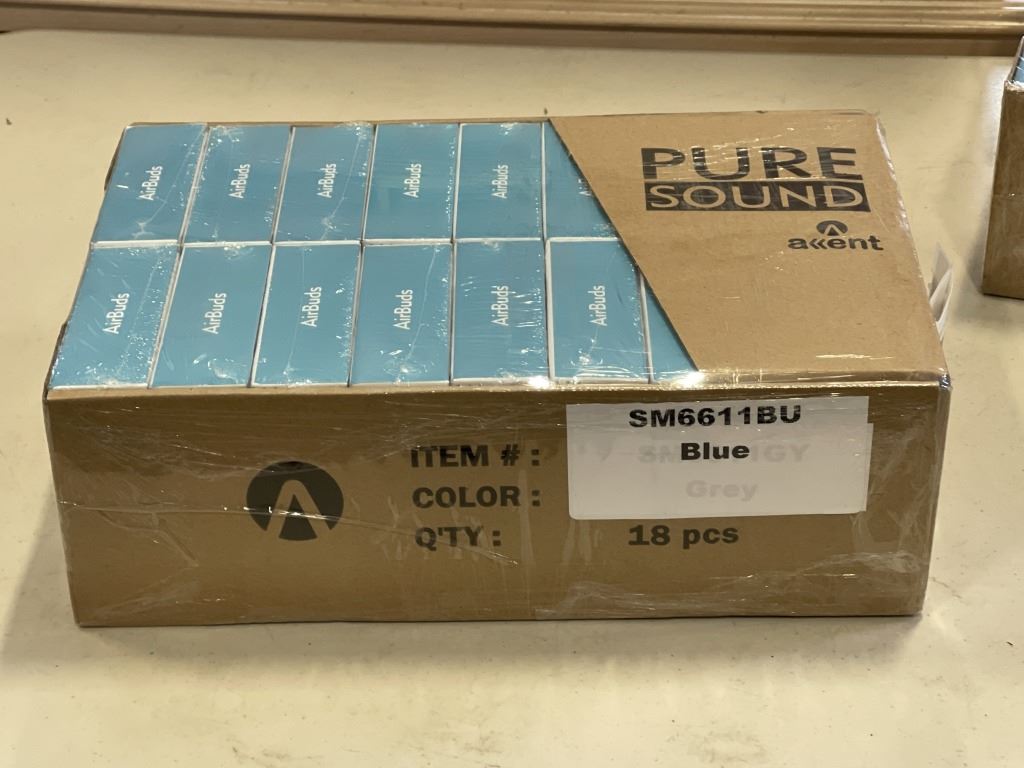 AirBuds AirBuds AirBuds AirBuds AirBuds
AirBuds AirBuds AirBuds AirBuds AirBuds AirBuds
PURE
SOUND
axxent
ITEM # : SM6611BU
COLOR : Blue
Grey
Q'TY : 18 pcs